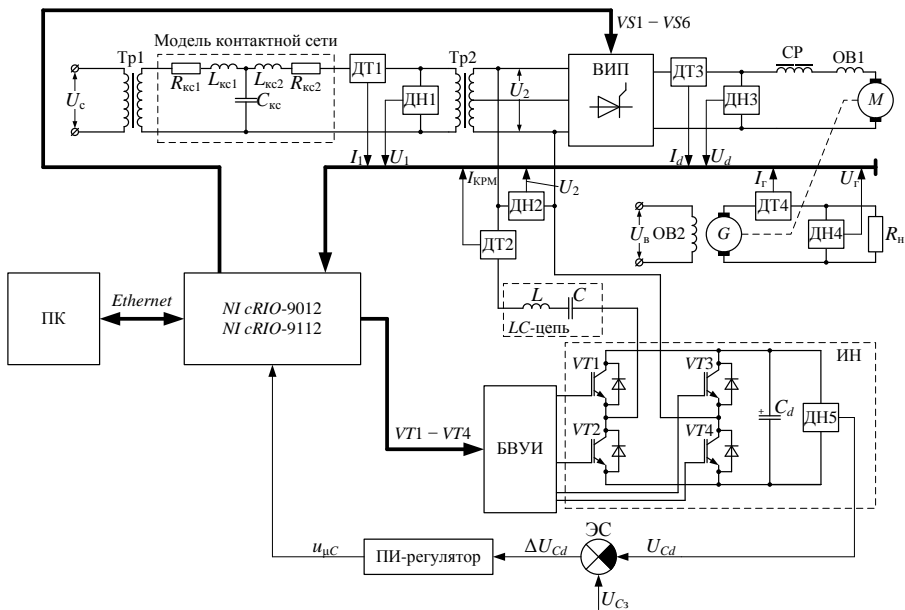 VS1 – VS6
Модель контактной сети
Тр1
Rкс1
Lкс1
Lкс2
Rкс2
Cкс
Uс
ДТ1
ДН1
Тр2
U2
ВИП
ДТ3
ДН3
СР
ОВ1
M
I1
U1
IКРМ
U2
Id
Ud
Iг
Uг
ДН2
ДТ2
Uв
ОВ2
G
ДТ4
ДН4
Rн
ПК
Ethernet
NI cRIO-9012
NI cRIO-9112
L
C
LC-цепь
ИН
VT1
VT3
VT2
VT4
+
Cd
ДН5
VT1 – VT4
БВУИ
ЭС
uμC
ПИ-регулятор
ΔUCd
UCd
UCз